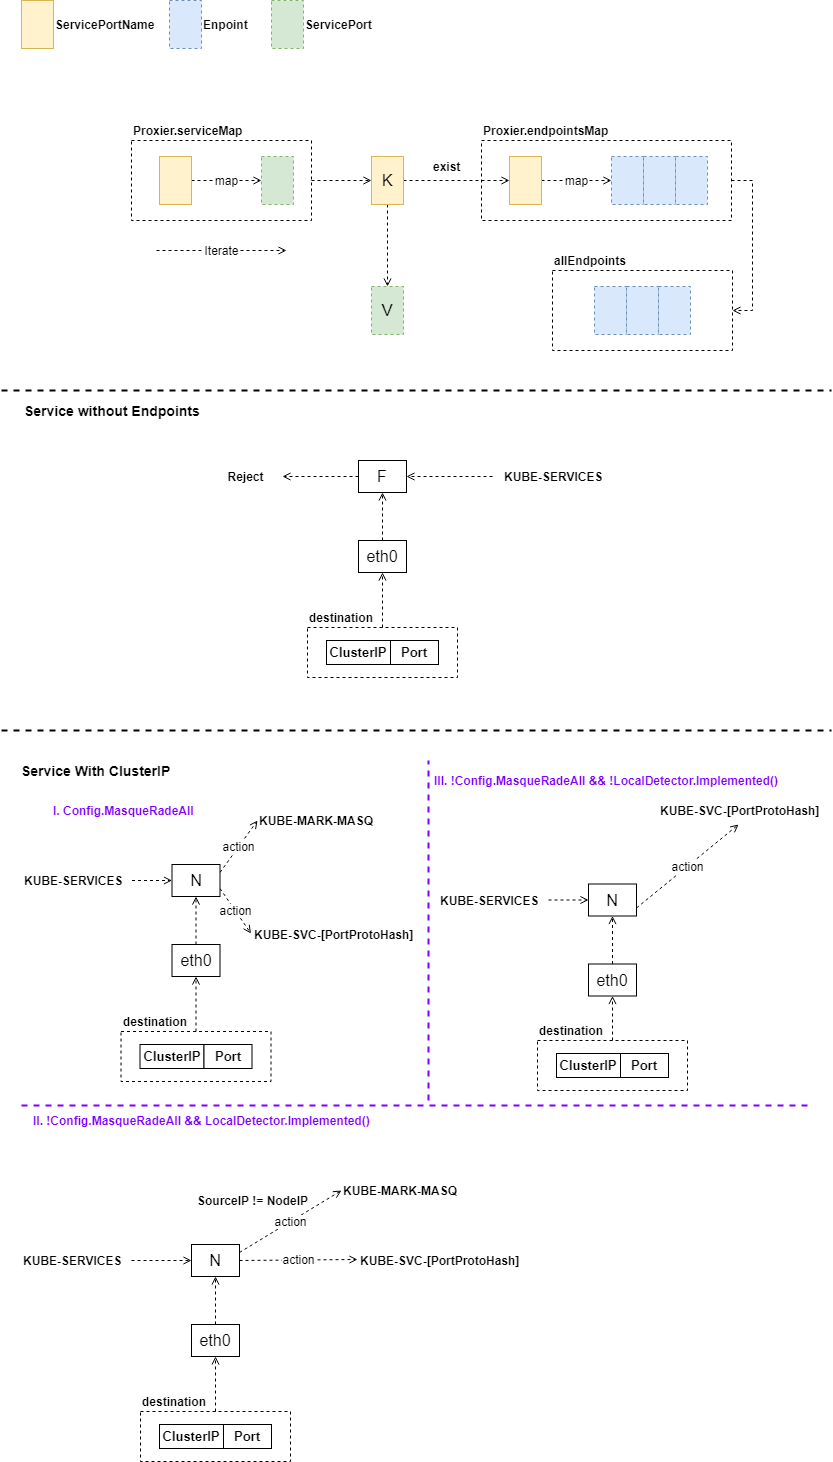 ServicePortName
Enpoint
ServicePort
Proxier.serviceMap
Proxier.endpointsMap
map
K
exist
map
Iterate
allEndpoints
V
Service without Endpoints
Reject
F
KUBE-SERVICES
eth0
destination
ClusterIP
Port
Service With ClusterIP
I. Config.MasqueRadeAll
KUBE-MARK-MASQ
action
KUBE-SERVICES
N
action
KUBE-SVC-[PortProtoHash]
eth0
destination
ClusterIP
Port
III. !Config.MasqueRadeAll && !LocalDetector.Implemented()
KUBE-SVC-[PortProtoHash]
action
KUBE-SERVICES
N
eth0
destination
ClusterIP
Port
II. !Config.MasqueRadeAll && LocalDetector.Implemented()
KUBE-MARK-MASQ
SourceIP != NodeIP
action
KUBE-SERVICES
N
action
KUBE-SVC-[PortProtoHash]
eth0
destination
ClusterIP
Port